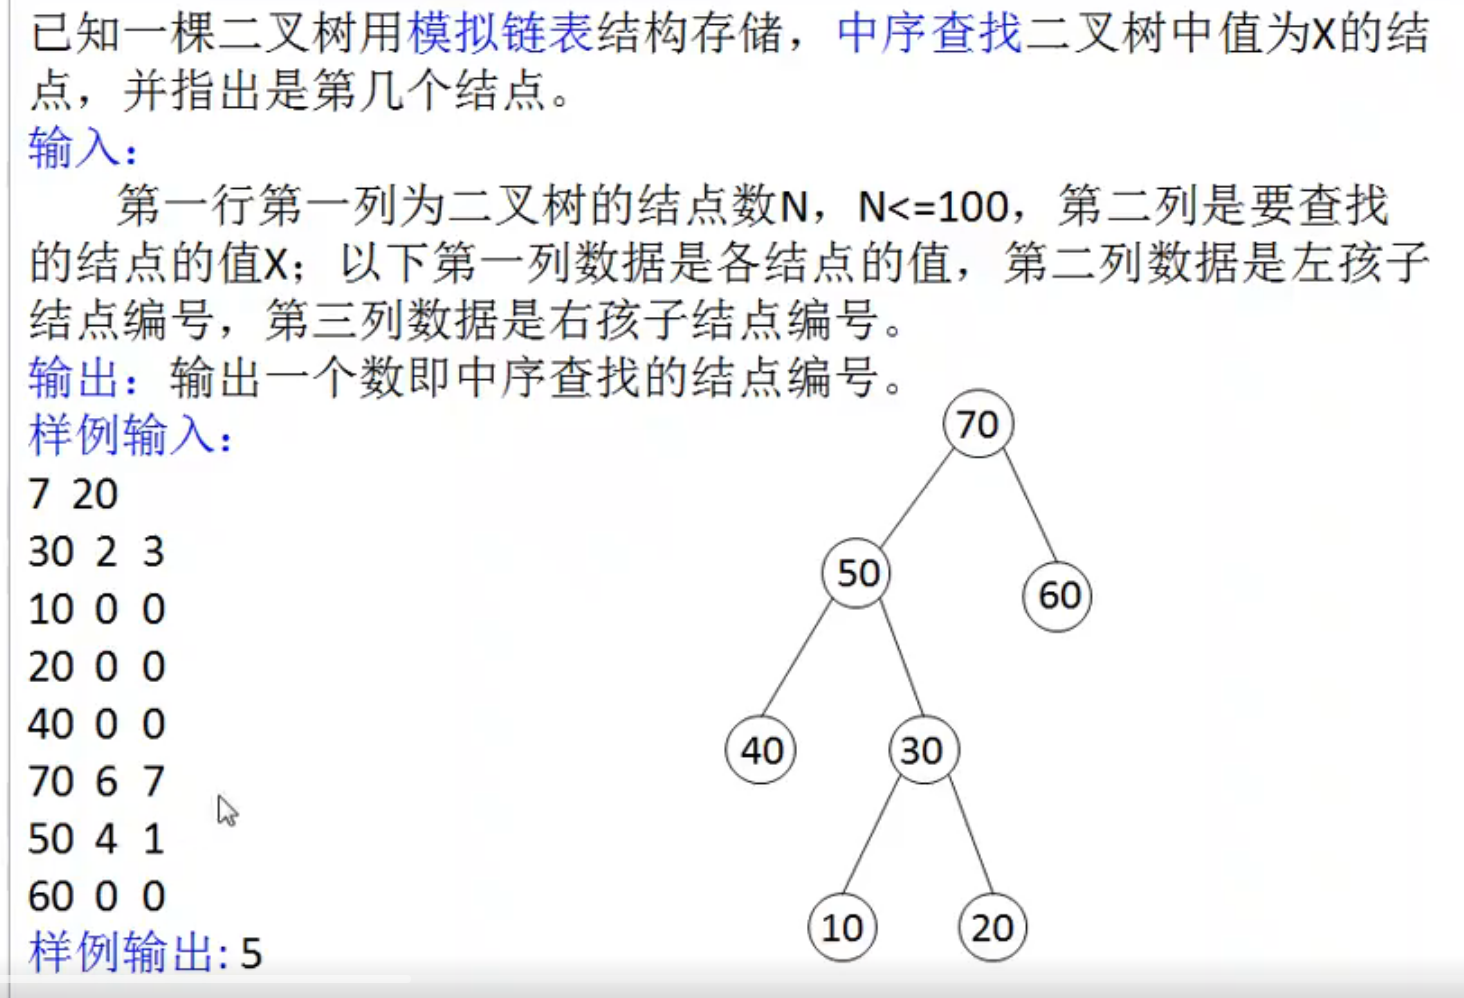 已知一棵二叉树用模拟链表结构存储，中序查找二叉树中值为X的结
点，并指出是第几个结点。
输入：
第一行第一列为二叉树的结点数N，N<=100，第二列是要查找
的结点的值X；以下第一列数据是各结点的值，第二列数据是左孩子
结点编号，第三列数据是右孩子结点编号。
输出：输出一个数即中序查找的结点编号。
样例输入：
7 20
30 2 3
10 0 0
20 0 0
40 0 0
70 6 7
50 4 1
60 0 0
样例输出: 5
70
50
60
40
30
10
20